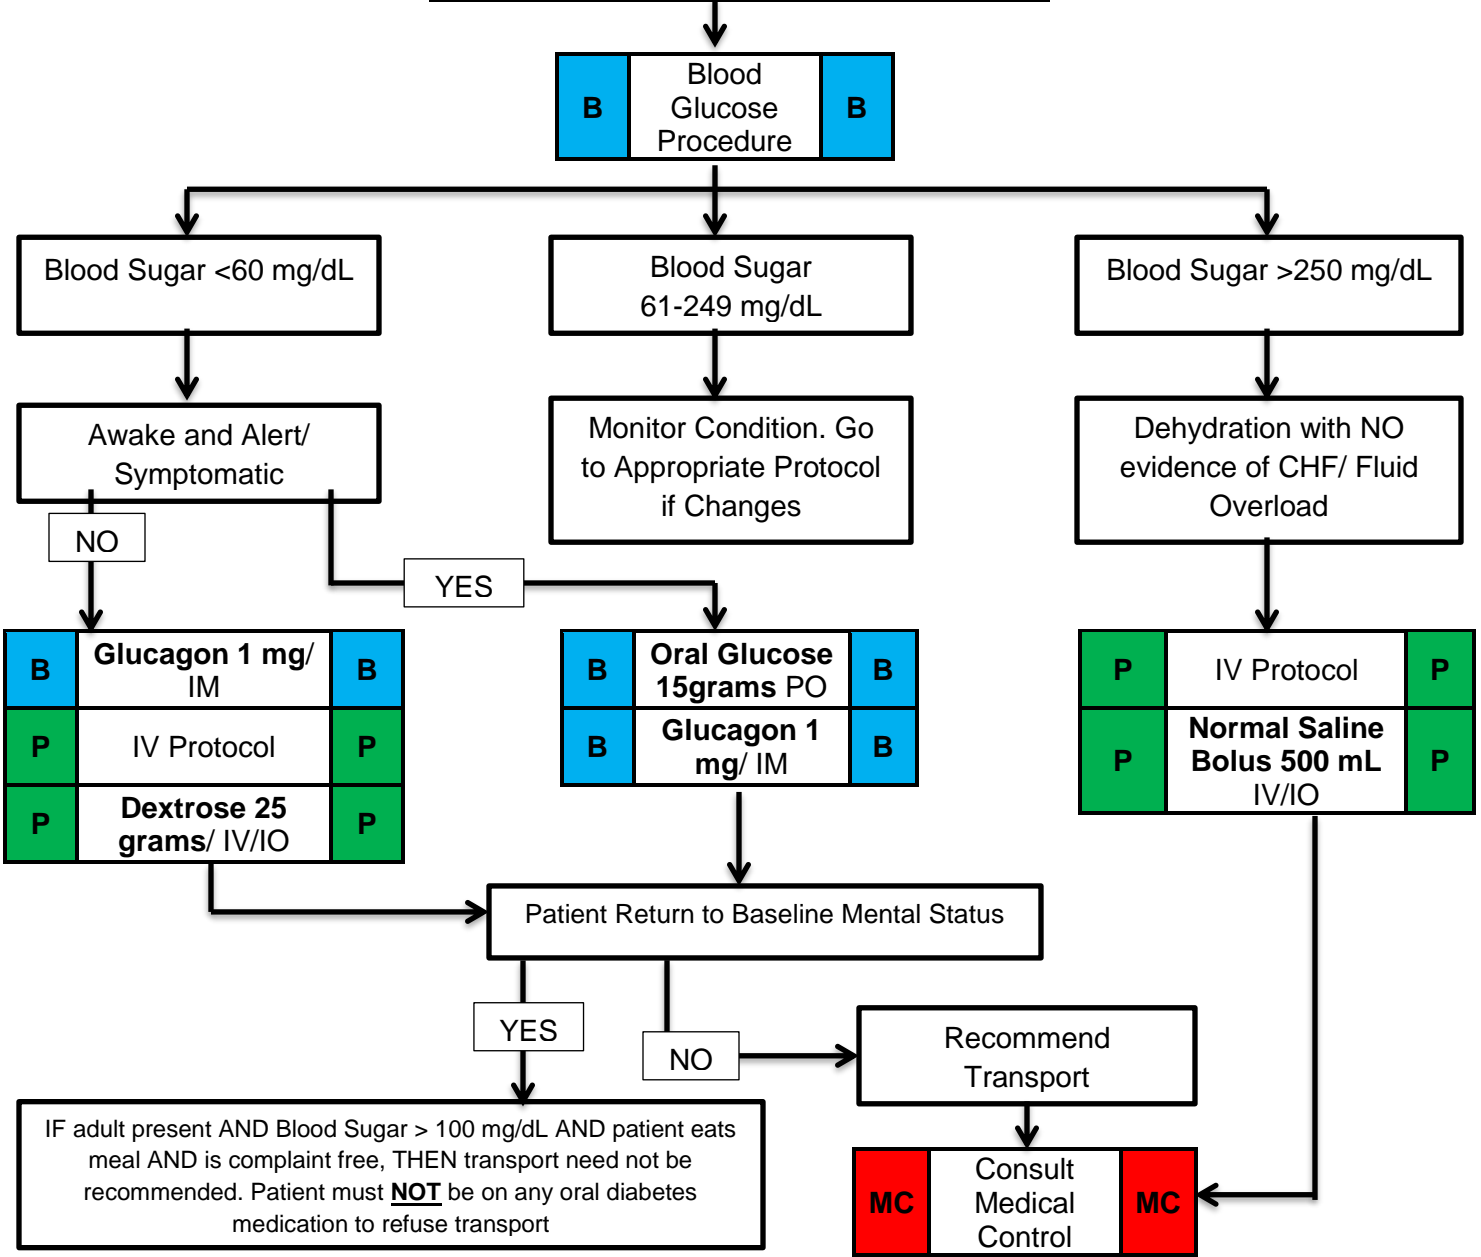 B Blood Glucose Procedure B
Blood Sugar <60 mg/dL
Blood Sugar
61-249 mg/dL
Blood Sugar >250 mg/dL
Awake and Alert/
Symptomatic
Monitor Condition. Go
to Appropriate Protocol
if Changes
Dehydration with NO
evidence of CHF/ Fluid
Overload
NO
YES
B Glucagon 1 mg/ IM B
P IV Protocol P
P Dextrose 25 grams/ IV/IO P
B Oral Glucose 15grams PO B
B Glucagon 1 mg/ IM B
P IV Protocol P
P Normal Saline Bolus 500 mL IV/IO P
Patient Return to Baseline Mental Status
YES
NO
Recommend
Transport
IF adult present AND Blood Sugar > 100 mg/dL AND patient eats
meal AND is complaint free, THEN transport need not be
recommended. Patient must NOT be on any oral diabetes
medication to refuse transport
MC Consult Medical Control MC